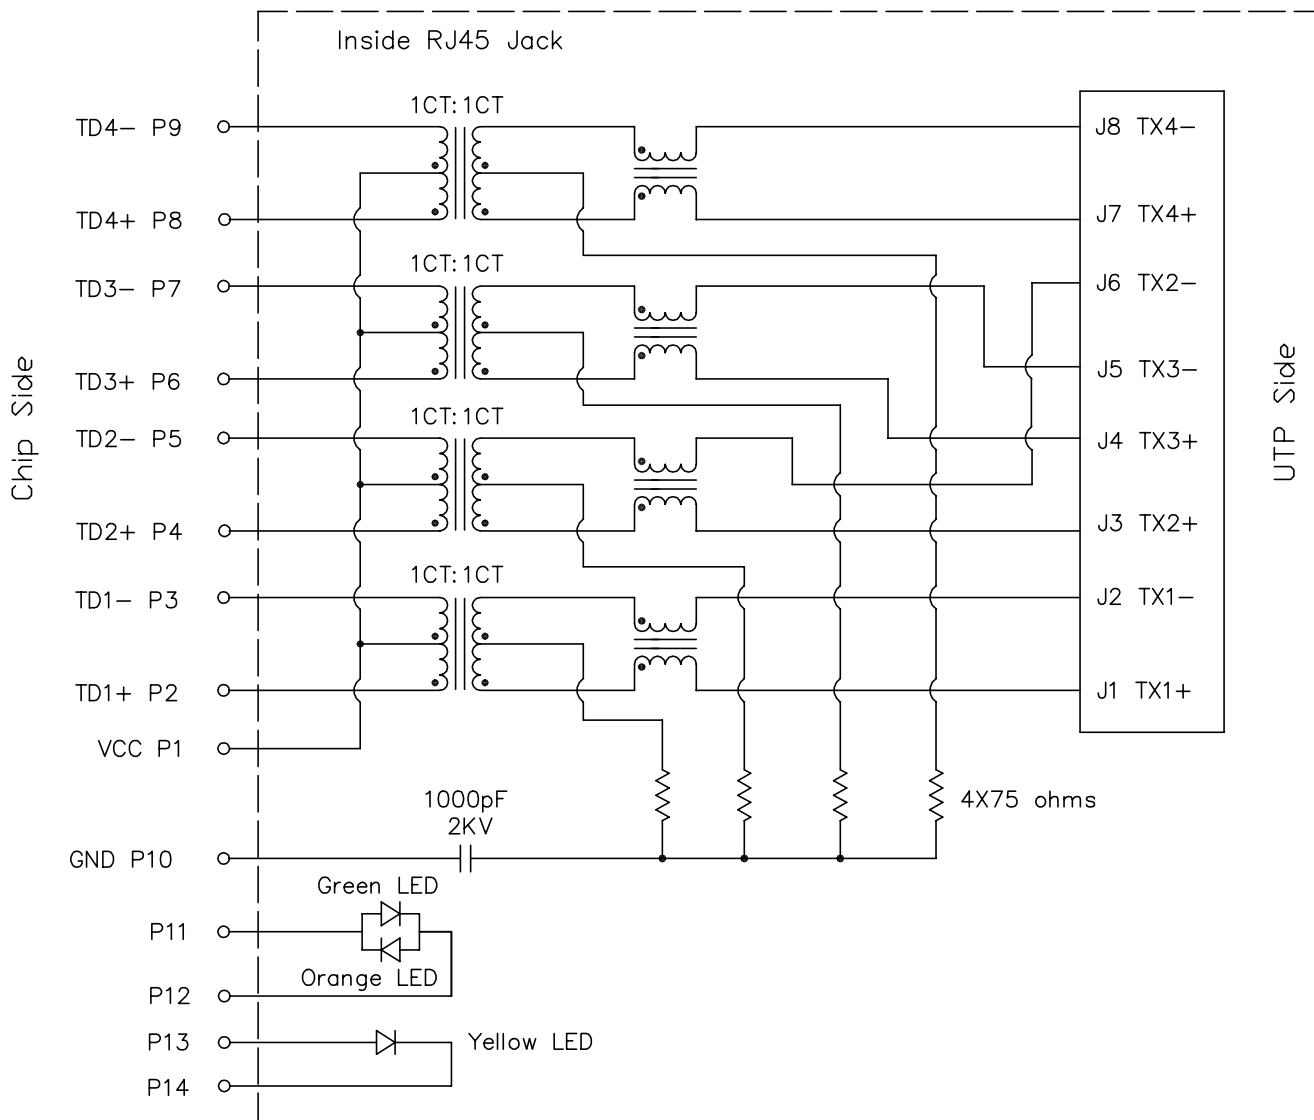 Inside RJ45 Jack
1CT:1CT
TD4- P9
J8 TX4-
TD4+ P8
J7 TX4+
1CT:1CT
TD3- P7
J6 TX2-
TD3+ P6
J5 TX3-
1CT:1CT
TD2- P5
J4 TX3+
TD2+ P4
J3 TX2+
1CT:1CT
TD1- P3
J2 TX1-
TD1+ P2
J1 TX1+
Chip Side
UTP Side
VCC P1
1000pF
2KV
4X75 ohms
GND P10
Green LED
P11
Orange LED
P12
P13
Yellow LED
P14